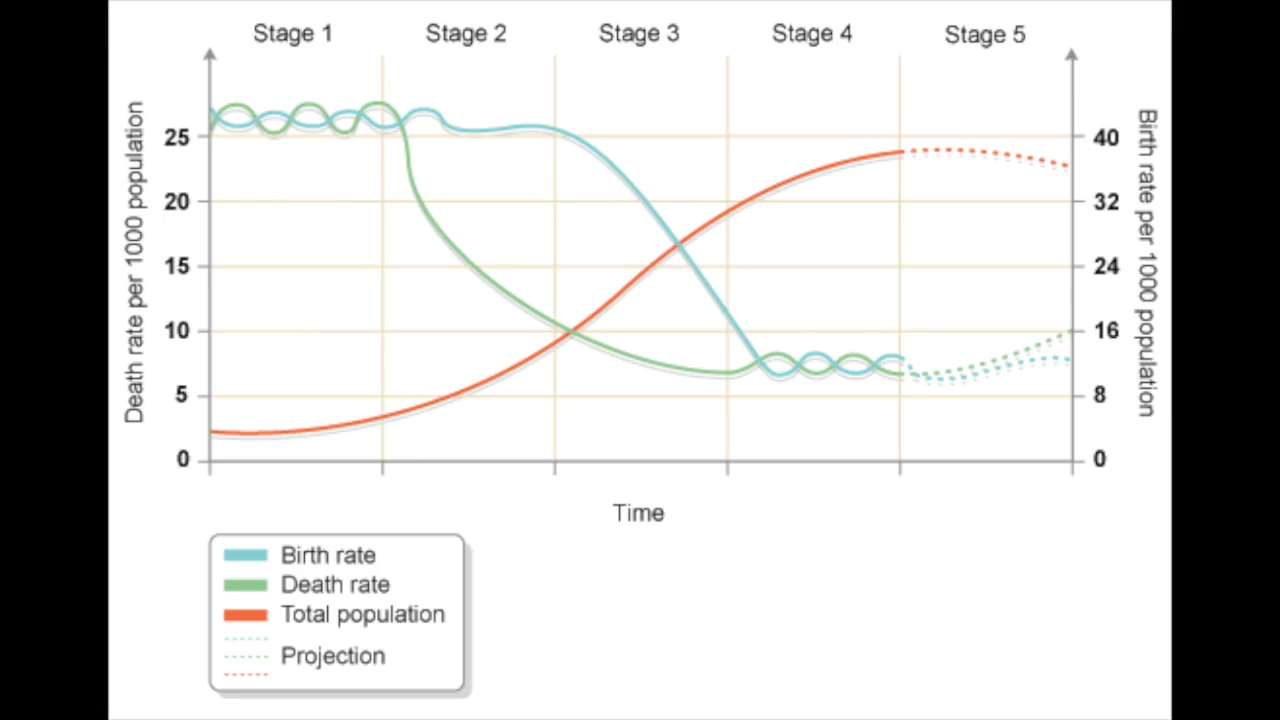 Stage 1
Stage 2
Stage 3
Stage 4
Stage 5
Death rate per 1000 population
25
20
15
10
5
0
40
32
24
16
8
0
Birth rate per 1000 population
Time
Birth rate
Death rate
Total population
Projection